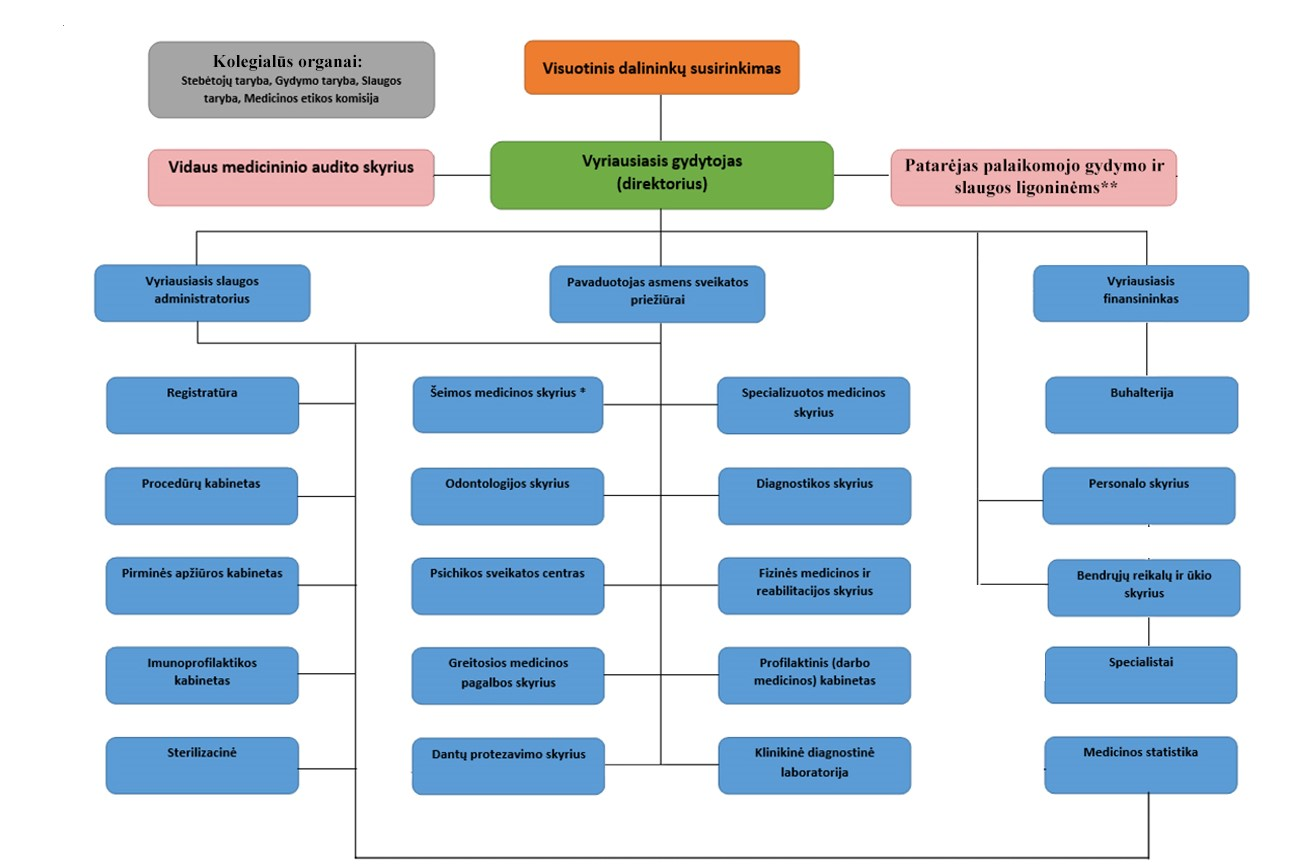 Kolegialūs organai:
Stebėtojų taryba, Gydymo taryba, Slaugos
taryba, Medicinos etikos komisija
Visuotinis dalininkų susirinkimas
Vidaus medicininio audito skyrius
Vyriausiasis gydytojas
(direktorius)
Patarėjas palaikomojo gydymo ir
slaugos ligoninėms**
Vyriausiasis slaugos
administratorius
Pavaduotojas asmens sveikatos
priežiūrai
Vyriausiasis
finansininkas
Registratūra
Šeimos medicinos skyrius *
Specializuotos medicinos
skyrius
Buhalterija
Procedūrų kabinetas
Odontologijos skyrius
Diagnostikos skyrius
Personalo skyrius
Pirminės apžiūros kabinetas
Psichikos sveikatos centras
Fizinės medicinos ir
reabilitacijos skyrius
Bendrųjų reikalų ir ūkio
skyrius
Imunoprofilaktikos
kabinetas
Greitosios medicinos
pagalbos skyrius
Profilaktinis (darbo
medicinos) kabinetas
Specialistai
Sterilizacinė
Dantų protezavimo skyrius
Klinikinė diagnostinė
laboratorija
Medicinos statistika